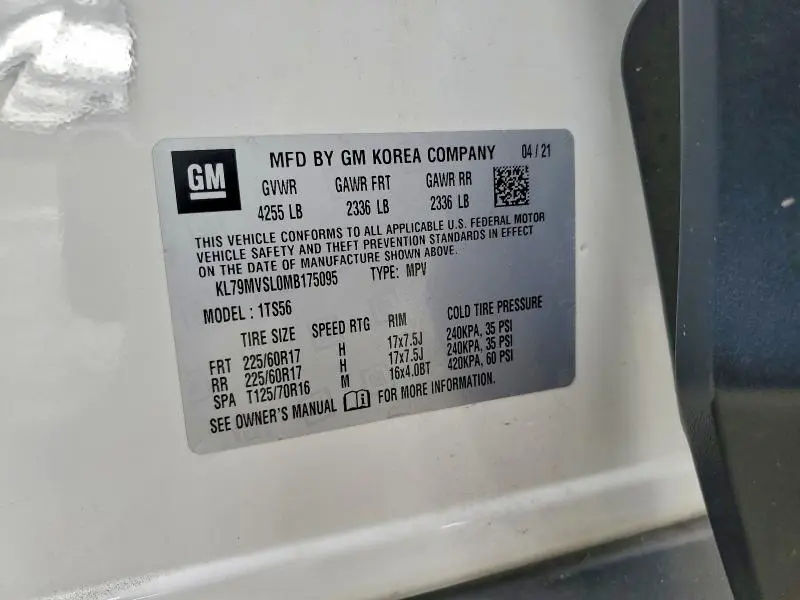 GM
MFD BY GM KOREA COMPANY 04 / 21
GVWR GAWR FRT GAWR RR
4255 LB 2336 LB 2336 LB
THIS VEHICLE CONFORMS TO ALL APPLICABLE U.S. FEDERAL MOTOR
VEHICLE SAFETY AND THEFT PREVENTION STANDARDS IN EFFECT
ON THE DATE OF MANUFACTURE SHOWN ABOVE.
KL79MVSL0MB175095 TYPE: MPV
MODEL : 1TS56
TIRE SIZE SPEED RTG RIM COLD TIRE PRESSURE
FRT 225/60R17 H 17x7.5J 240KPA, 35 PSI
RR 225/60R17 H 17x7.5J 240KPA, 35 PSI
SPA T125/70R16 M 16x4.0BT 420KPA, 60 PSI
SEE OWNER'S MANUAL FOR MORE INFORMATION.